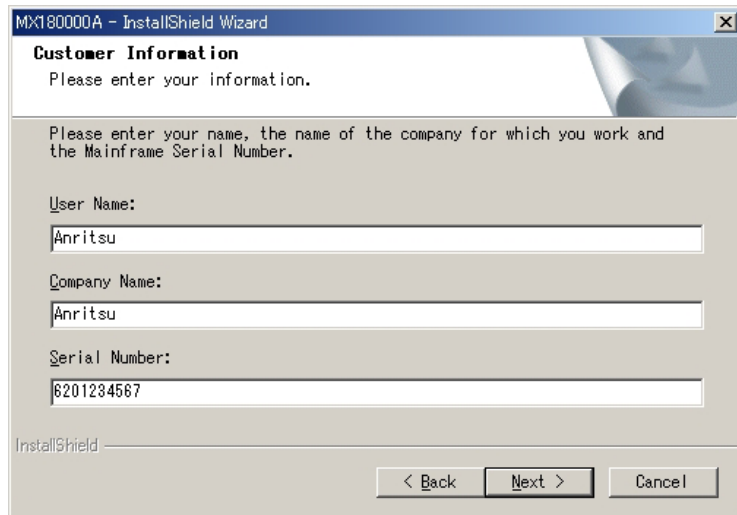 MX180000A - InstallShield Wizard
Customer Information
Please enter your information.
Please enter your name, the name of the company for which you work and
the Mainframe Serial Number.
User Name:
Anritsu
Company Name:
Anritsu
Serial Number:
6201234567
InstallShield
< Back
Next >
Cancel